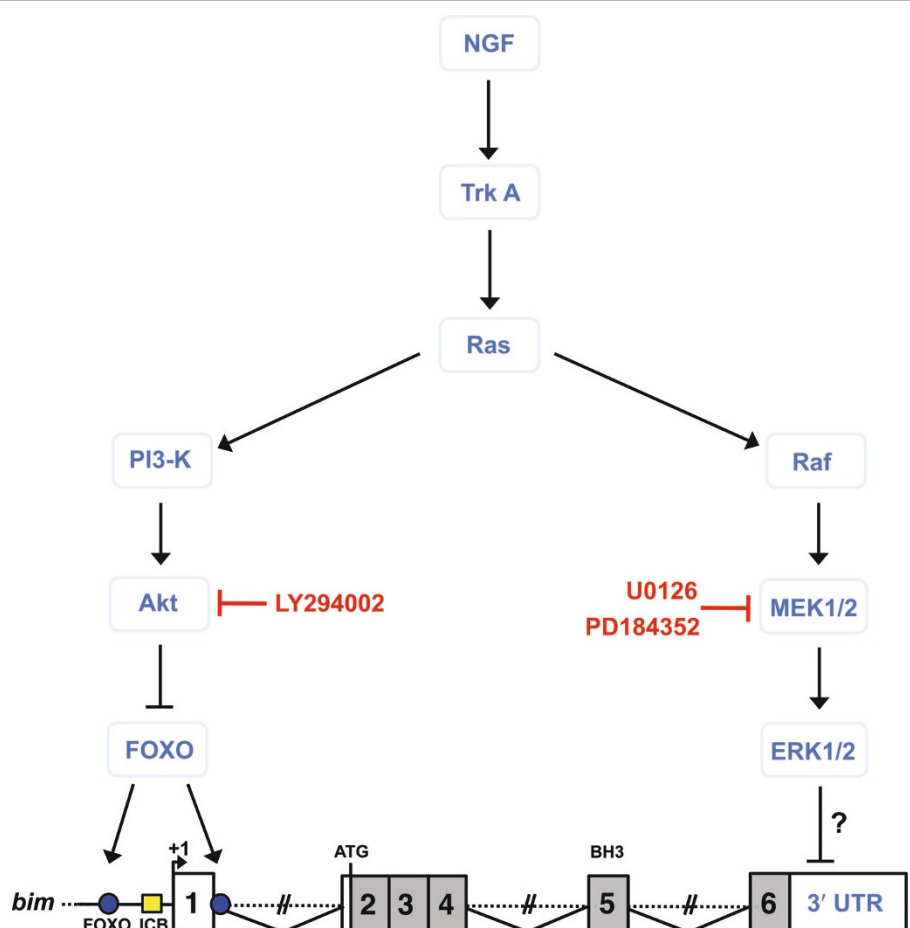 NGF
Trk A
Ras
PI3-K
Raf
Akt
LY294002
U0126
PD184352
MEK1/2
FOXO
ERK1/2
?
+1
ATG
BH3
bim
1
2
3
4
5
6
3′ UTR
FOXO
ICB